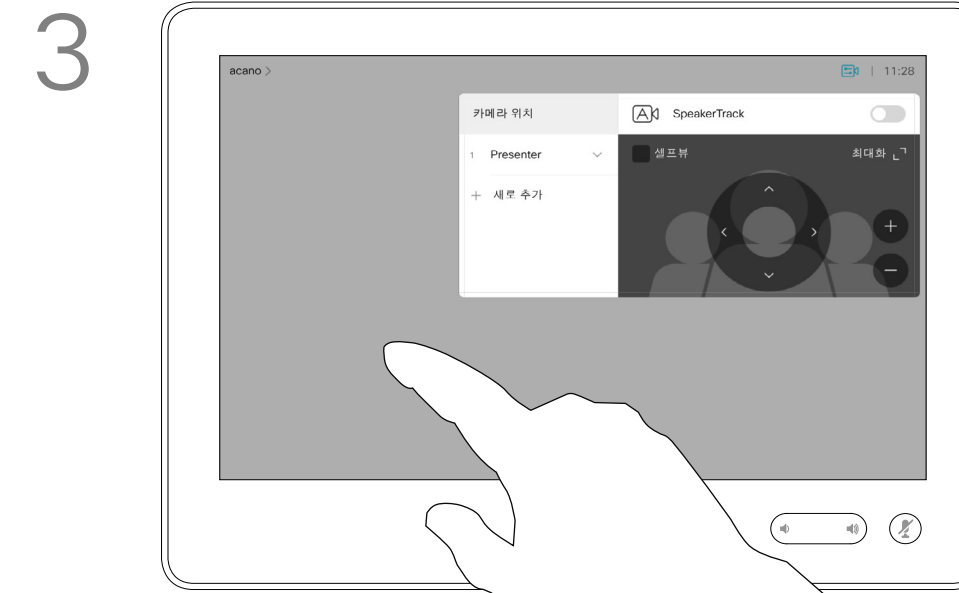 3
acano >
11:28
카메라 위치
SpeakerTrack
1 Presenter
셀프뷰
최대화
+ 새로 추가